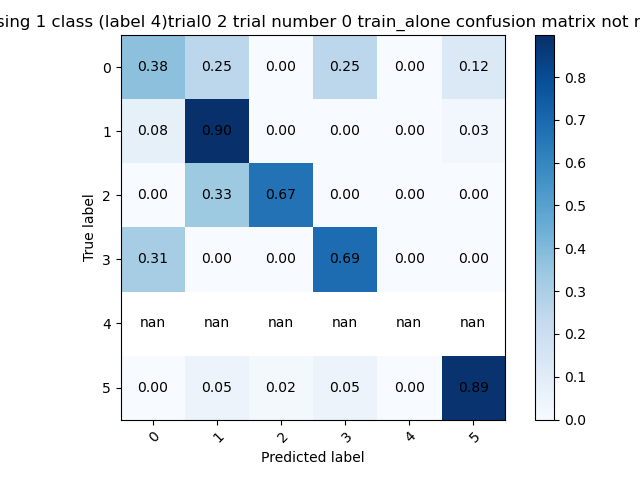 sing 1 class (label 4)trial0 2 trial number 0 train_alone confusion matrix not r
0 0.38 0.25 0.00 0.25 0.00 0.12
1 0.08 0.90 0.00 0.00 0.00 0.03
2 0.00 0.33 0.67 0.00 0.00 0.00
3 0.31 0.00 0.00 0.69 0.00 0.00
4 nan nan nan nan nan nan
5 0.00 0.05 0.02 0.05 0.00 0.89
0 1 2 3 4 5
True label
Predicted label
0.8
0.7
0.6
0.5
0.4
0.3
0.2
0.1
0.0